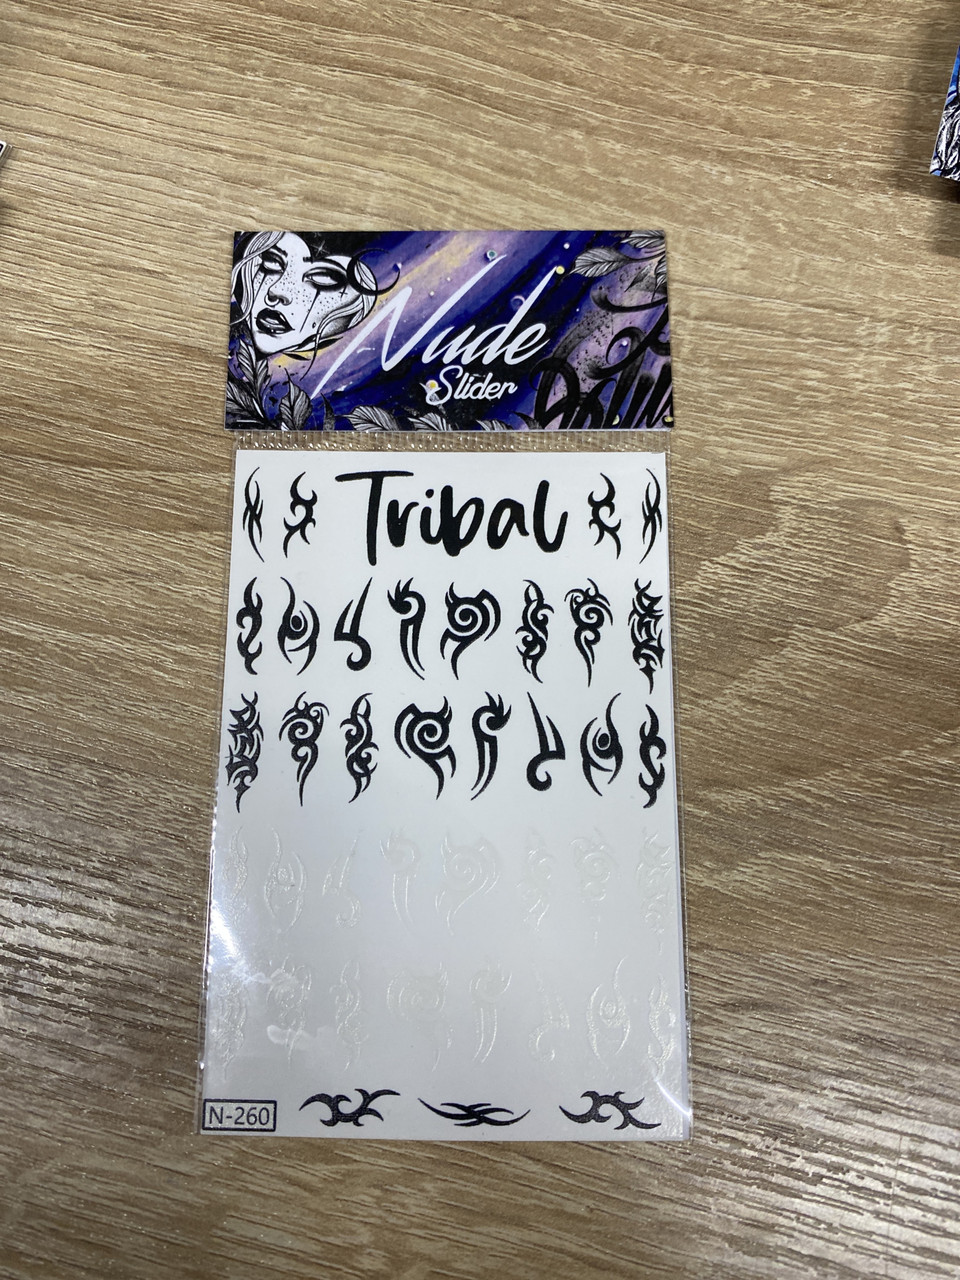 Nude
Slider
Tribal
N-260